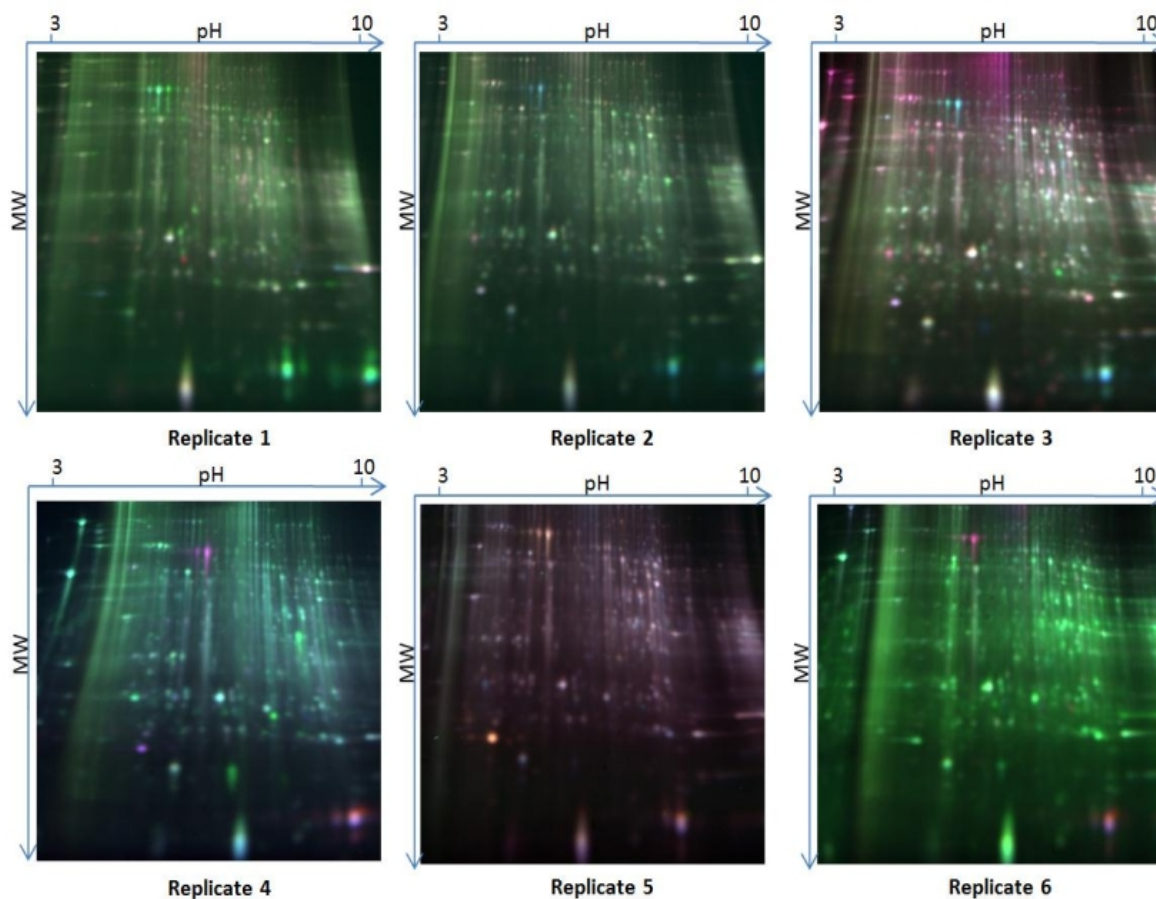 3 pH 10
3 pH 10
3 pH 10
MW
MW
MW
Replicate 1
Replicate 2
Replicate 3
3 pH 10
3 pH 10
3 pH 10
MW
MW
MW
Replicate 4
Replicate 5
Replicate 6